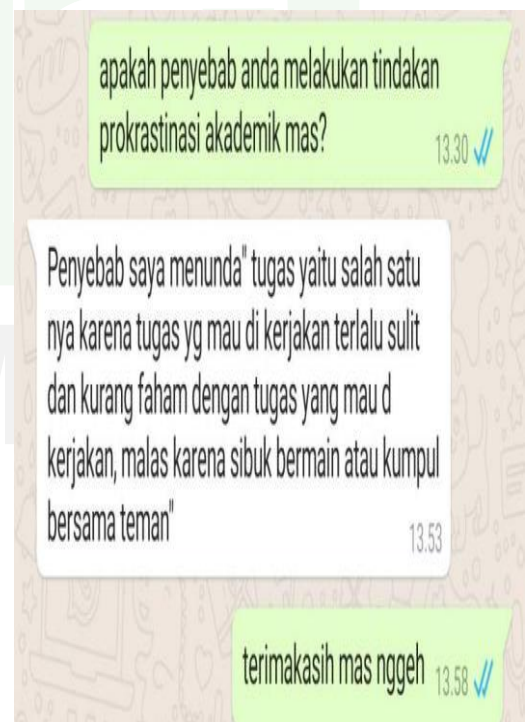 apakah penyebab anda melakukan tindakan
prokrastinasi akademik mas?
13.30
Penyebab saya menunda" tugas yaitu salah satu
nya karena tugas yg mau di kerjakan terlalu sulit
dan kurang faham dengan tugas yang mau d
kerjakan, malas karena sibuk bermain atau kumpul
bersama teman"
13.53
terimakasih mas nggeh 13.58